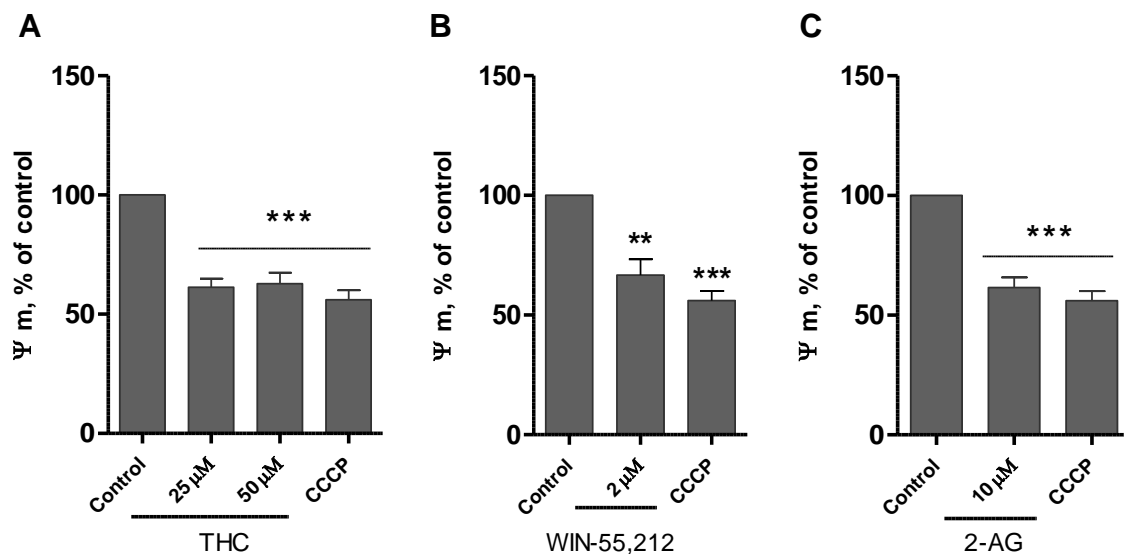 A
150
100
50
0
Ψ m, % of control
***
Control
25 µM
50 µM
CCCP
THC
B
150
100
50
0
Ψ m, % of control
**
***
Control
2 µM
CCCP
WIN-55,212
C
150
100
50
0
Ψ m, % of control
***
Control
10 µM
CCCP
2-AG